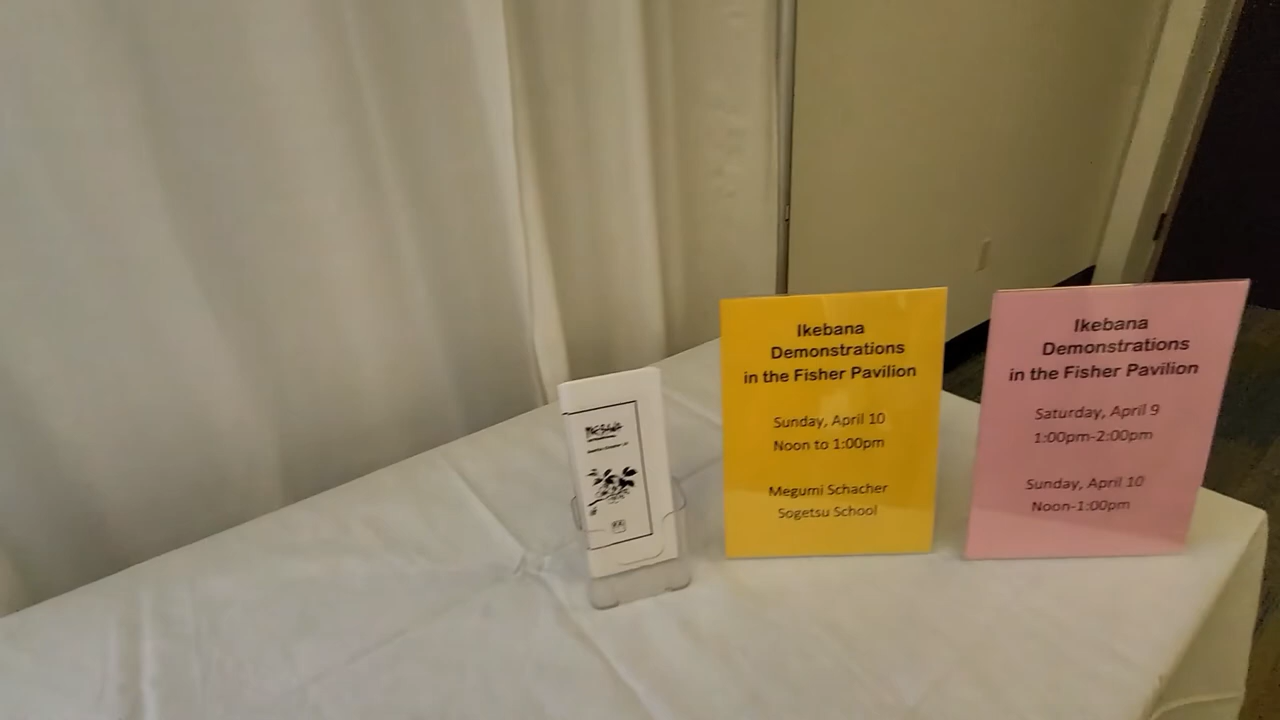 Ikebana
Demonstrations
in the Fisher Pavilion
Sunday, April 10
Noon to 1:00pm
Megumi Schacher
Sogetsu School
Ikebana
Demonstrations
in the Fisher Pavilion
Saturday, April 9
1:00pm-2:00pm
Sunday, April 10
Noon-1:00pm